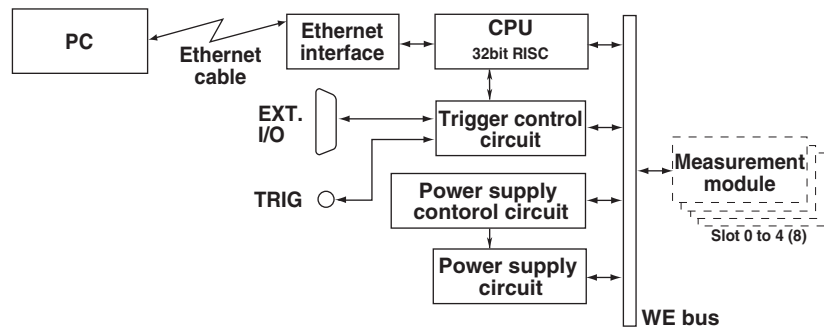 PC
Ethernet
cable
Ethernet
interface
CPU
32bit RISC
EXT.
I/O
Trigger control
circuit
TRIG
Power supply
contorol circuit
Power supply
circuit
Measurement
module
Slot 0 to 4 (8)
WE bus